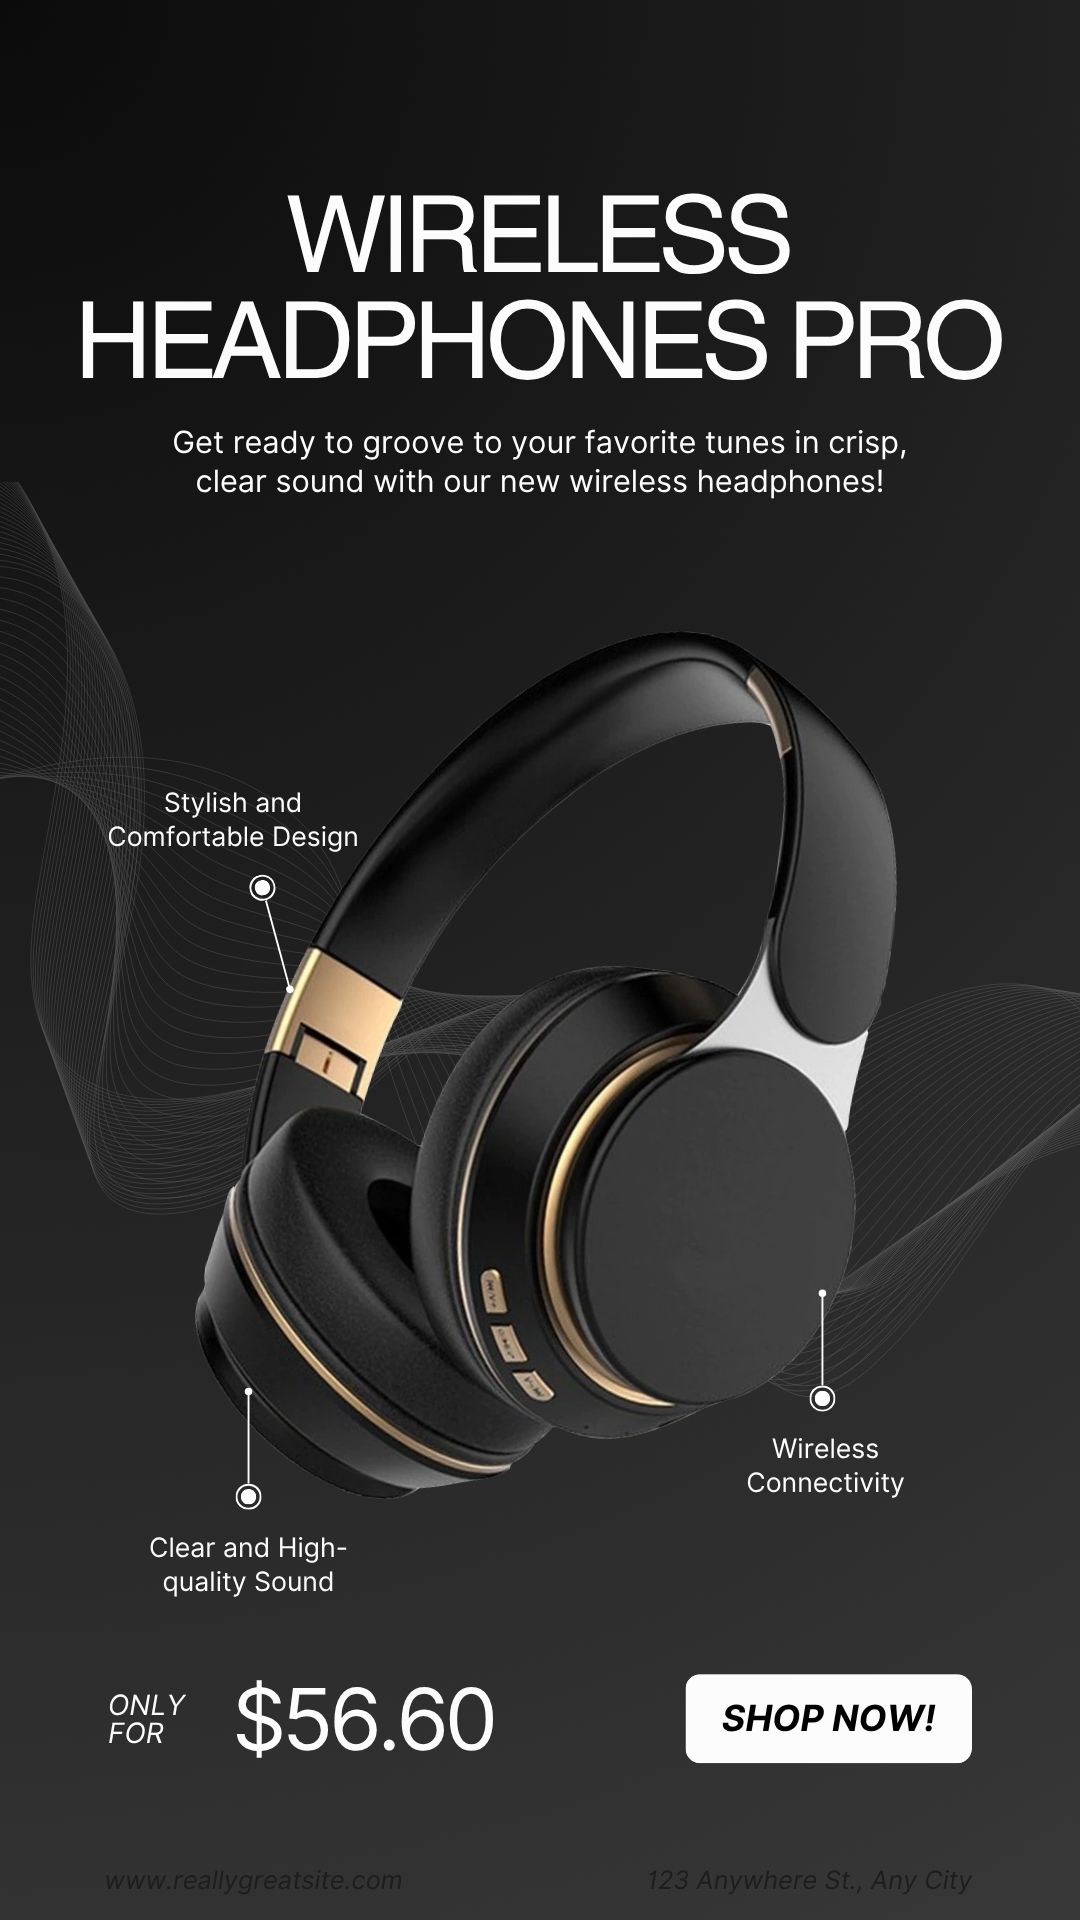 WIRELESS
HEADPHONES PRO
Get ready to groove to your favorite tunes in crisp,
clear sound with our new wireless headphones!
Stylish and
Comfortable Design
Wireless
Connectivity
Clear and High-
quality Sound
ONLY
FOR
$56.60
SHOP NOW!
www.reallygreatsite.com
123 Anywhere St., Any City